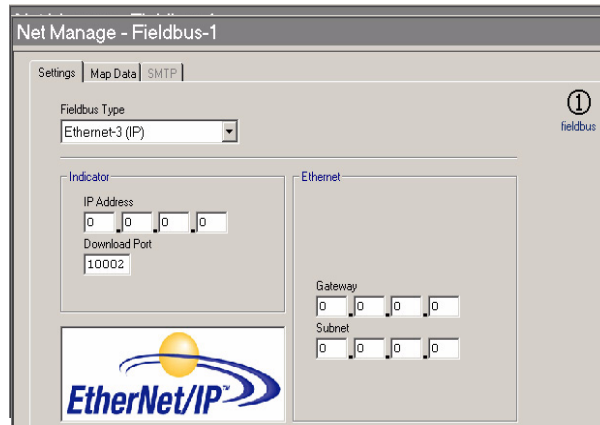 Net Manage - Fieldbus-1
Settings Map Data SMTP
Fieldbus Type
Ethernet-3 (IP)
1
fieldbus
Indicator
IP Address
0.0.0.0
Download Port
10002
Ethernet
Gateway
0.0.0.0
Subnet
0.0.0.0
EtherNet/IP™